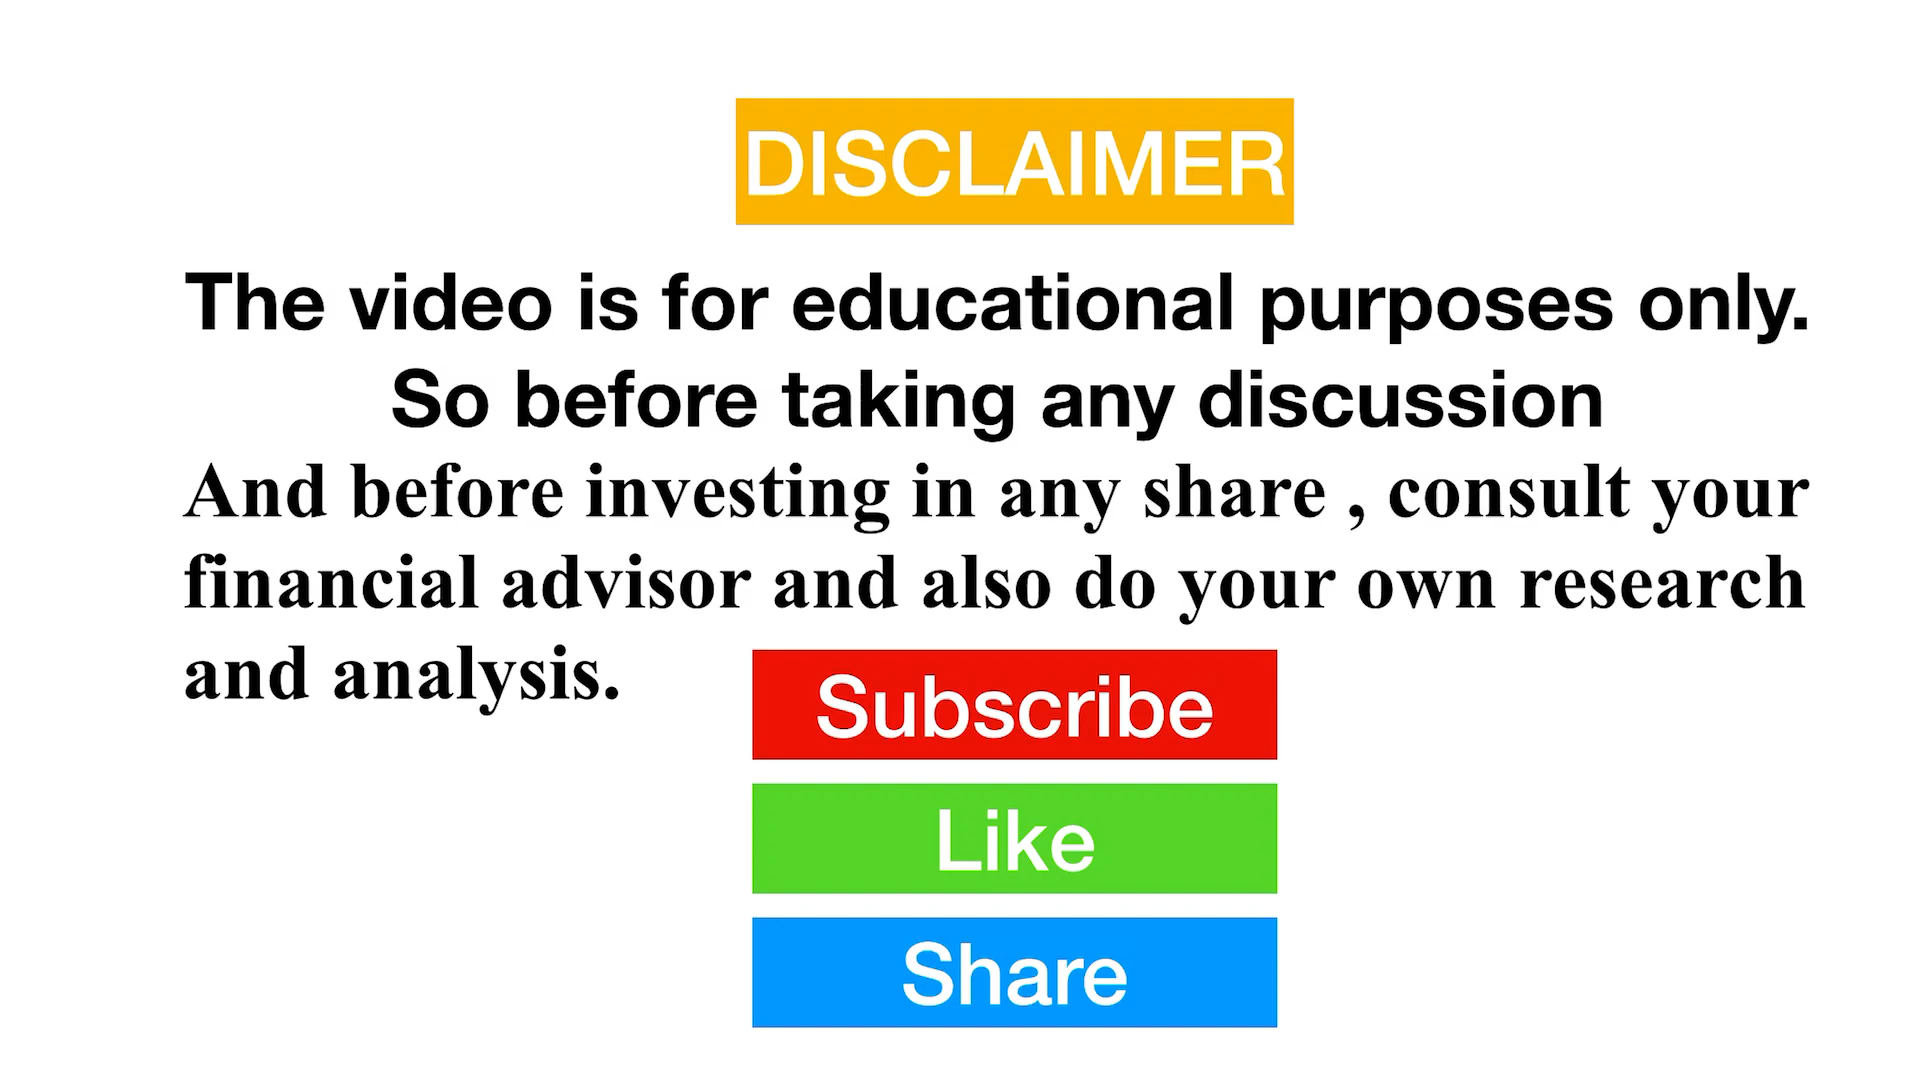 DISCLAIMER
The video is for educational purposes only.
So before taking any discussion
And before investing in any share , consult your
financial advisor and also do your own research
and analysis.
Subscribe
Like
Share